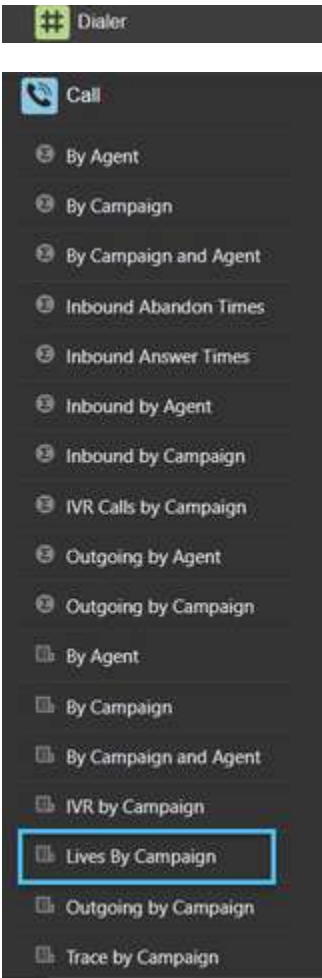 Dialer
Call
By Agent
By Campaign
By Campaign and Agent
Inbound Abandon Times
Inbound Answer Times
Inbound by Agent
Inbound by Campaign
IVR Calls by Campaign
Outgoing by Agent
Outgoing by Campaign
By Agent
By Campaign
By Campaign and Agent
IVR by Campaign
Lives By Campaign
Outgoing by Campaign
Trace by Campaign